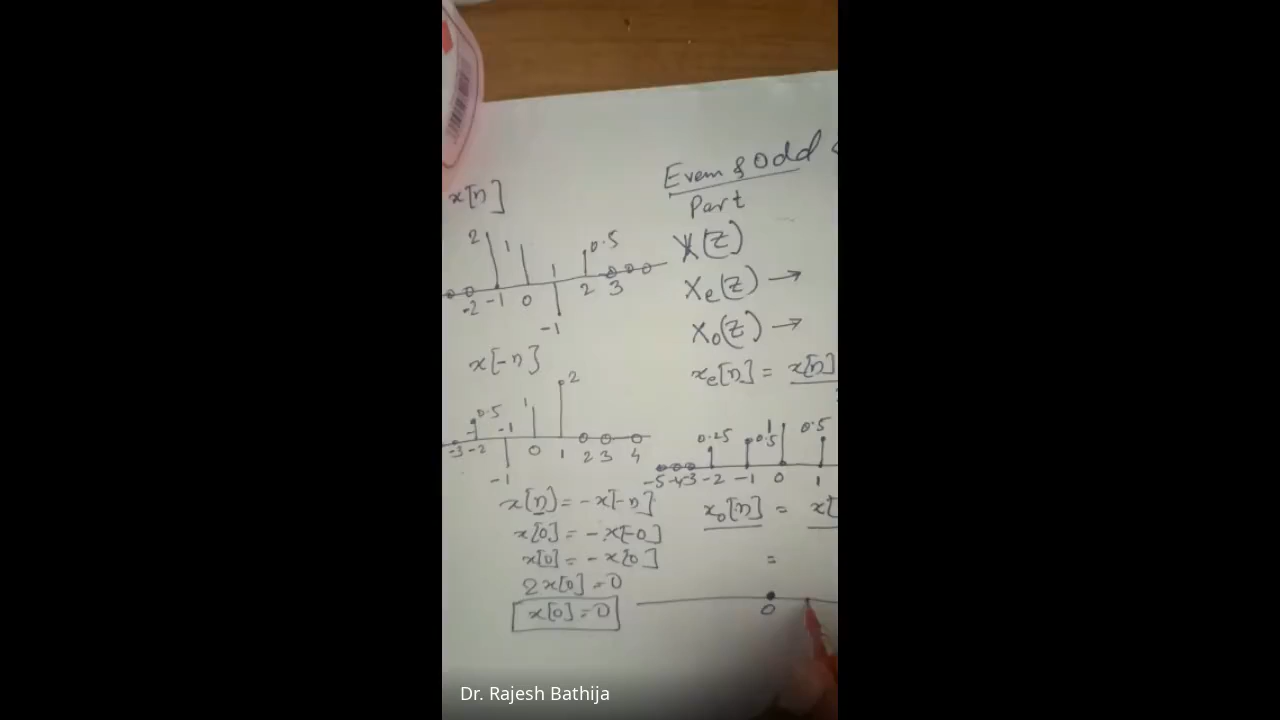 x[n]
2
1
1
0.5
-2 -1 0 2 3
-1
x[-n]
2
0.5
-1
1
-3 -2 0 1 2 3 4
-1
x[n] = -x[-n]
x[0] = -x[-0]
x[0] = -x[0]
2x[0] = 0
x[0] = 0
Even & Odd
Part
X(z)
Xe(z) →
Xo(z) →
xe[n] = x[n]
0.25 0.5 1 0.5
-5 -4 -3 -2 -1 0 1
xo[n] = x[
=
0
Dr. Rajesh Bathija